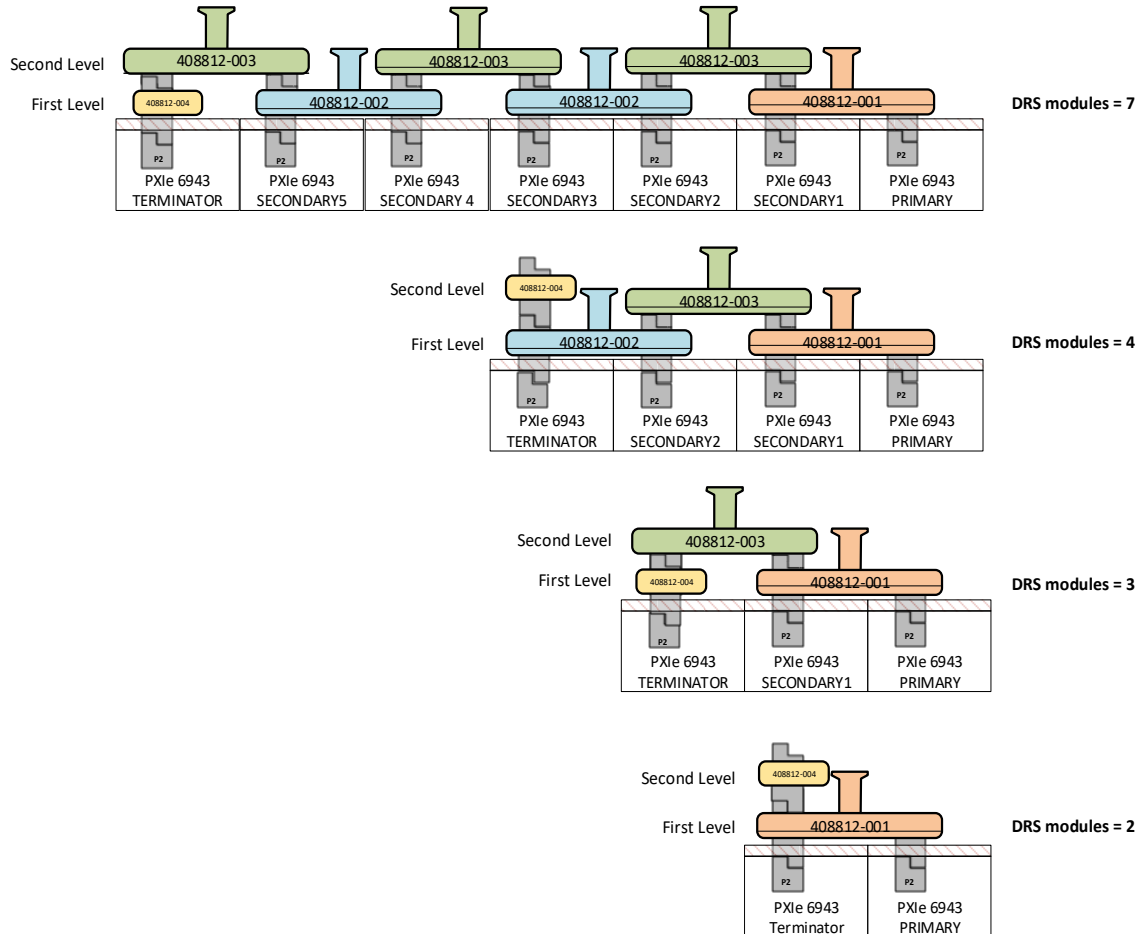 Second Level
408812-003
408812-003
408812-003
First Level
408812-004
408812-002
408812-002
408812-001
DRS modules = 7
P2
P2
P2
P2
P2
P2
P2
PXIe 6943
TERMINATOR
PXIe 6943
SECONDARY5
PXIe 6943
SECONDARY 4
PXIe 6943
SECONDARY3
PXIe 6943
SECONDARY2
PXIe 6943
SECONDARY1
PXIe 6943
PRIMARY
Second Level
408812-004
408812-003
First Level
408812-002
408812-001
DRS modules = 4
P2
P2
P2
P2
PXIe 6943
TERMINATOR
PXIe 6943
SECONDARY2
PXIe 6943
SECONDARY1
PXIe 6943
PRIMARY
Second Level
408812-003
First Level
408812-004
408812-001
DRS modules = 3
P2
P2
P2
PXIe 6943
TERMINATOR
PXIe 6943
SECONDARY1
PXIe 6943
PRIMARY
Second Level
408812-004
First Level
408812-001
DRS modules = 2
P2
P2
PXIe 6943
Terminator
PXIe 6943
PRIMARY